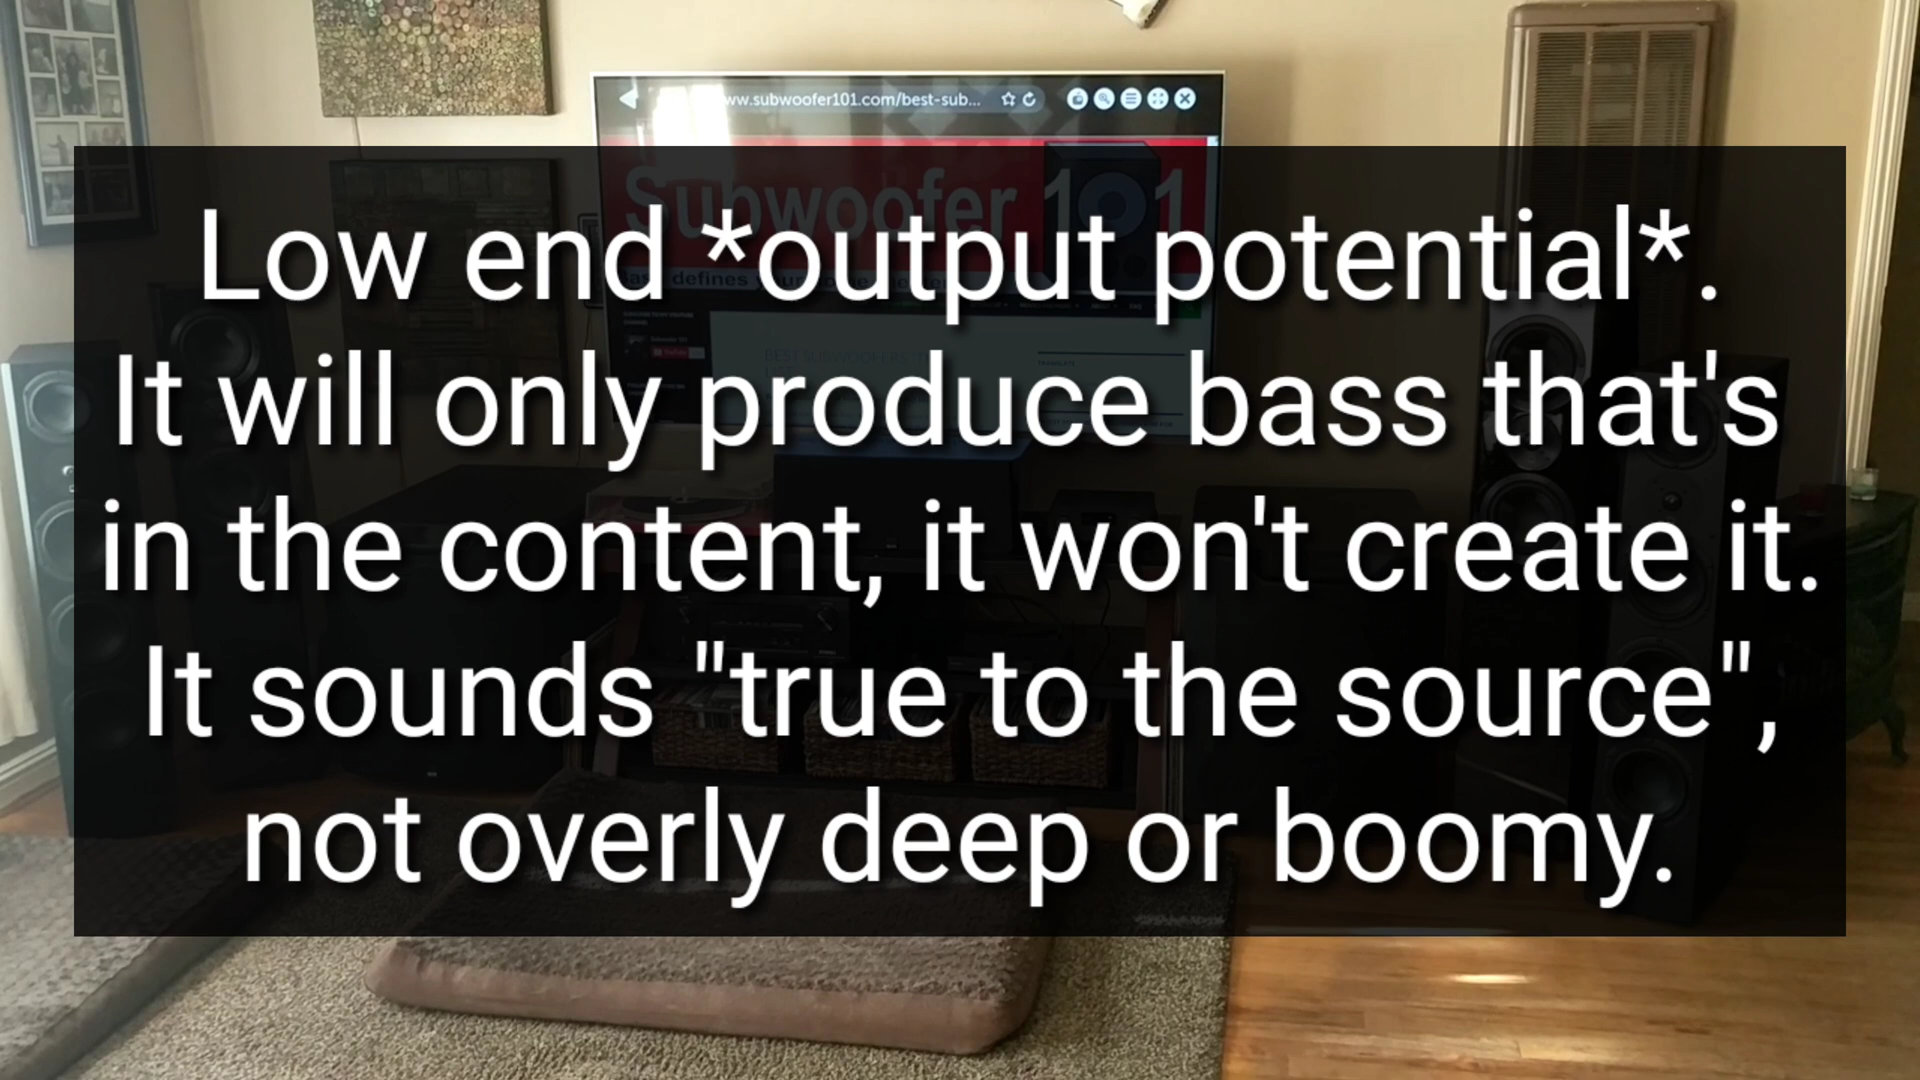 ww.subwoofer101.com/best-sub...
Subwoofer 101
Low end *output potential*.
It will only produce bass that's
in the content, it won't create it.
It sounds "true to the source",
not overly deep or boomy.